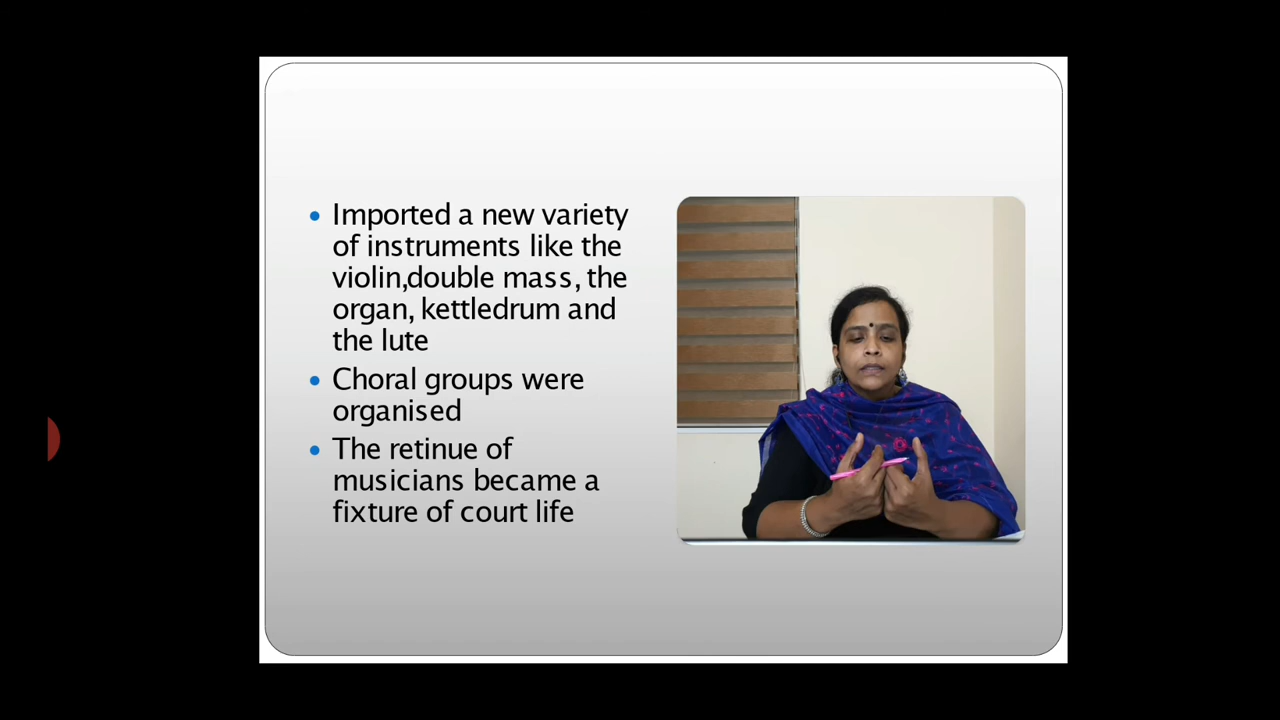 Imported a new variety
of instruments like the
violin,double mass, the
organ, kettledrum and
the lute
Choral groups were
organised
The retinue of
musicians became a
fixture of court life